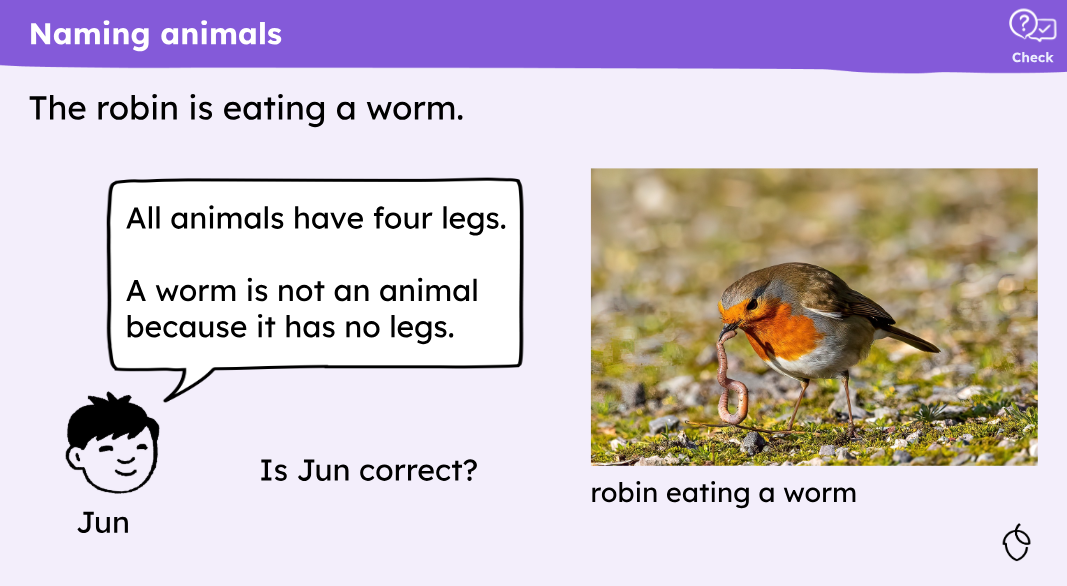 Naming animals
Check
The robin is eating a worm.
All animals have four legs.
A worm is not an animal
because it has no legs.
Is Jun correct?
Jun
robin eating a worm